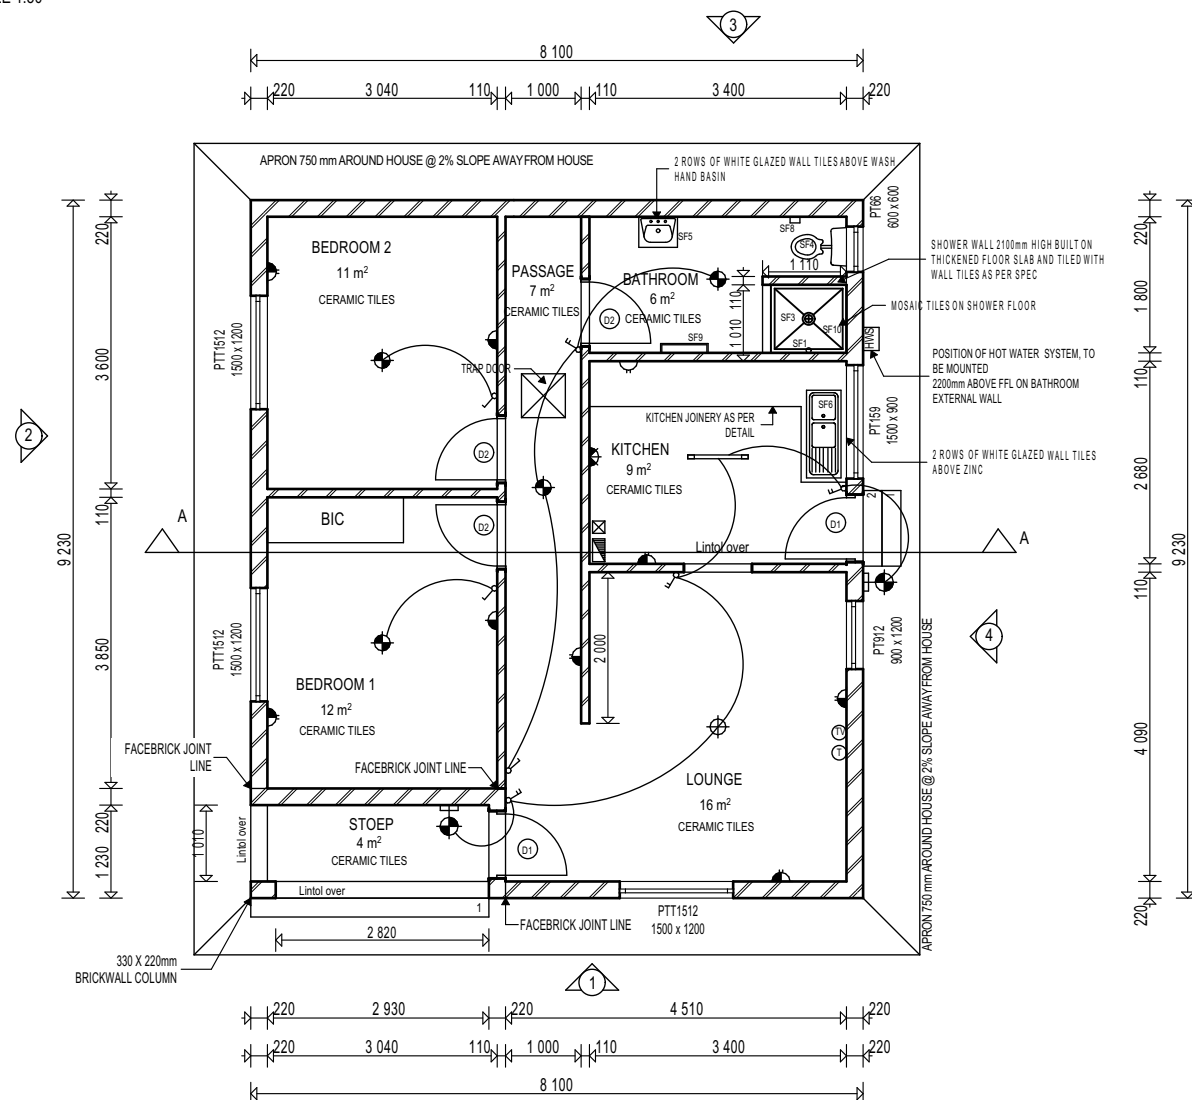 3
8 100
220 3 040 110 1 000 110 3 400 220
APRON 750 mm AROUND HOUSE @ 2% SLOPE AWAY FROM HOUSE
2 ROWS OF WHITE GLAZED WALL TILES ABOVE WASH
HAND BASIN
PT66
600 x 600
SF5
SF8
SF4
SHOWER WALL 2100mm HIGH BUILT ON
THICKENED FLOOR SLAB AND TILED WITH
WALL TILES AS PER SPEC
BEDROOM 2
11 m²
CERAMIC TILES
PASSAGE
7 m²
CERAMIC TILES
BATHROOM
6 m²
CERAMIC TILES
1 110
110
1 010
D2
SF3
SF10
SF1
SF9
MOSAIC TILES ON SHOWER FLOOR
HWS
POSITION OF HOT WATER SYSTEM, TO
BE MOUNTED
2200mm ABOVE FFL ON BATHROOM
EXTERNAL WALL
PTT1512
1500 x 1200
TRAP DOOR
KITCHEN JOINERY AS PER
DETAIL
SF6
PT159
1500 x 900
KITCHEN
9 m²
CERAMIC TILES
2 ROWS OF WHITE GLAZED WALL TILES
ABOVE ZINC
2
D2
BIC
D2
D1
2
A
A
Lintol over
220
3 600
110
3 850
220
1 230
9 230
220
1 800
110
2 680
110
4 090
220
9 230
PTT1512
1500 x 1200
2 000
PT912
900 x 1200
4
BEDROOM 1
12 m²
CERAMIC TILES
FACEBRICK JOINT
LINE
FACEBRICK JOINT LINE
TV
T
LOUNGE
16 m²
CERAMIC TILES
APRON 750 mm AROUND HOUSE @ 2% SLOPE AWAY FROM HOUSE
1 010
Lintol over
STOEP
4 m²
CERAMIC TILES
D1
Lintol over
1
PTT1512
1500 x 1200
FACEBRICK JOINT LINE
2 820
330 X 220mm
BRICKWALL COLUMN
1
220 2 930 220 4 510 220
220 3 040 110 1 000 110 3 400 220
8 100